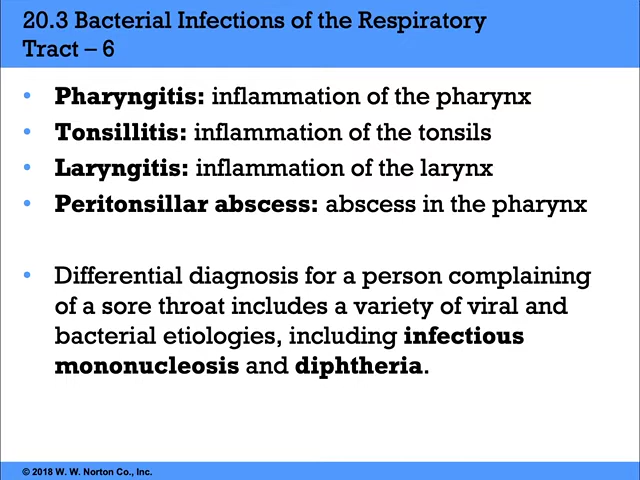 20.3 Bacterial Infections of the Respiratory
Tract – 6
• Pharyngitis: inflammation of the pharynx
• Tonsillitis: inflammation of the tonsils
• Laryngitis: inflammation of the larynx
• Peritonsillar abscess: abscess in the pharynx
• Differential diagnosis for a person complaining
of a sore throat includes a variety of viral and
bacterial etiologies, including infectious
mononucleosis and diphtheria.
© 2018 W. W. Norton Co., Inc.